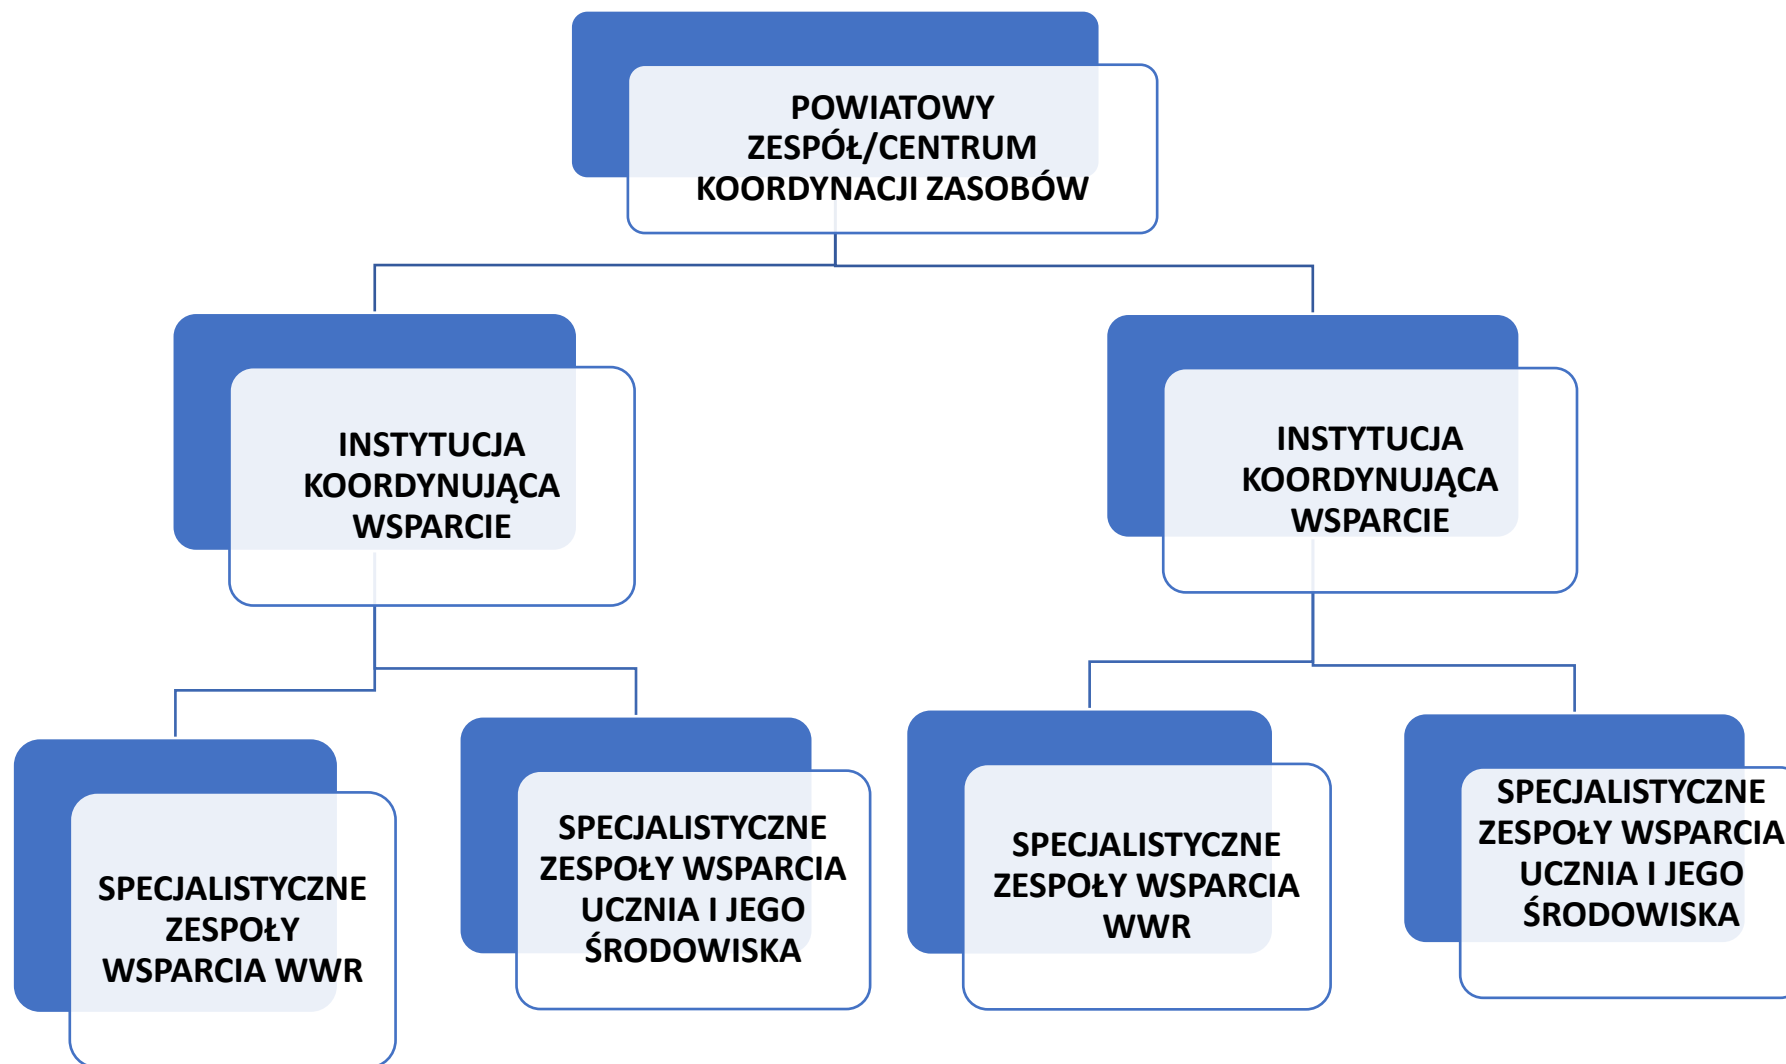 POWIATOWY
ZESPÓŁ/CENTRUM
KOORDYNACJI ZASOBÓW
INSTYTUCJA
KOORDYNUJĄCA
WSPARCIE
INSTYTUCJA
KOORDYNUJĄCA
WSPARCIE
SPECJALISTYCZNE
ZESPOŁY
WSPARCIA WWR
SPECJALISTYCZNE
ZESPOŁY WSPARCIA
UCZNIA I JEGO
ŚRODOWISKA
SPECJALISTYCZNE
ZESPOŁY WSPARCIA
WWR
SPECJALISTYCZNE
ZESPOŁY WSPARCIA
UCZNIA I JEGO
ŚRODOWISKA